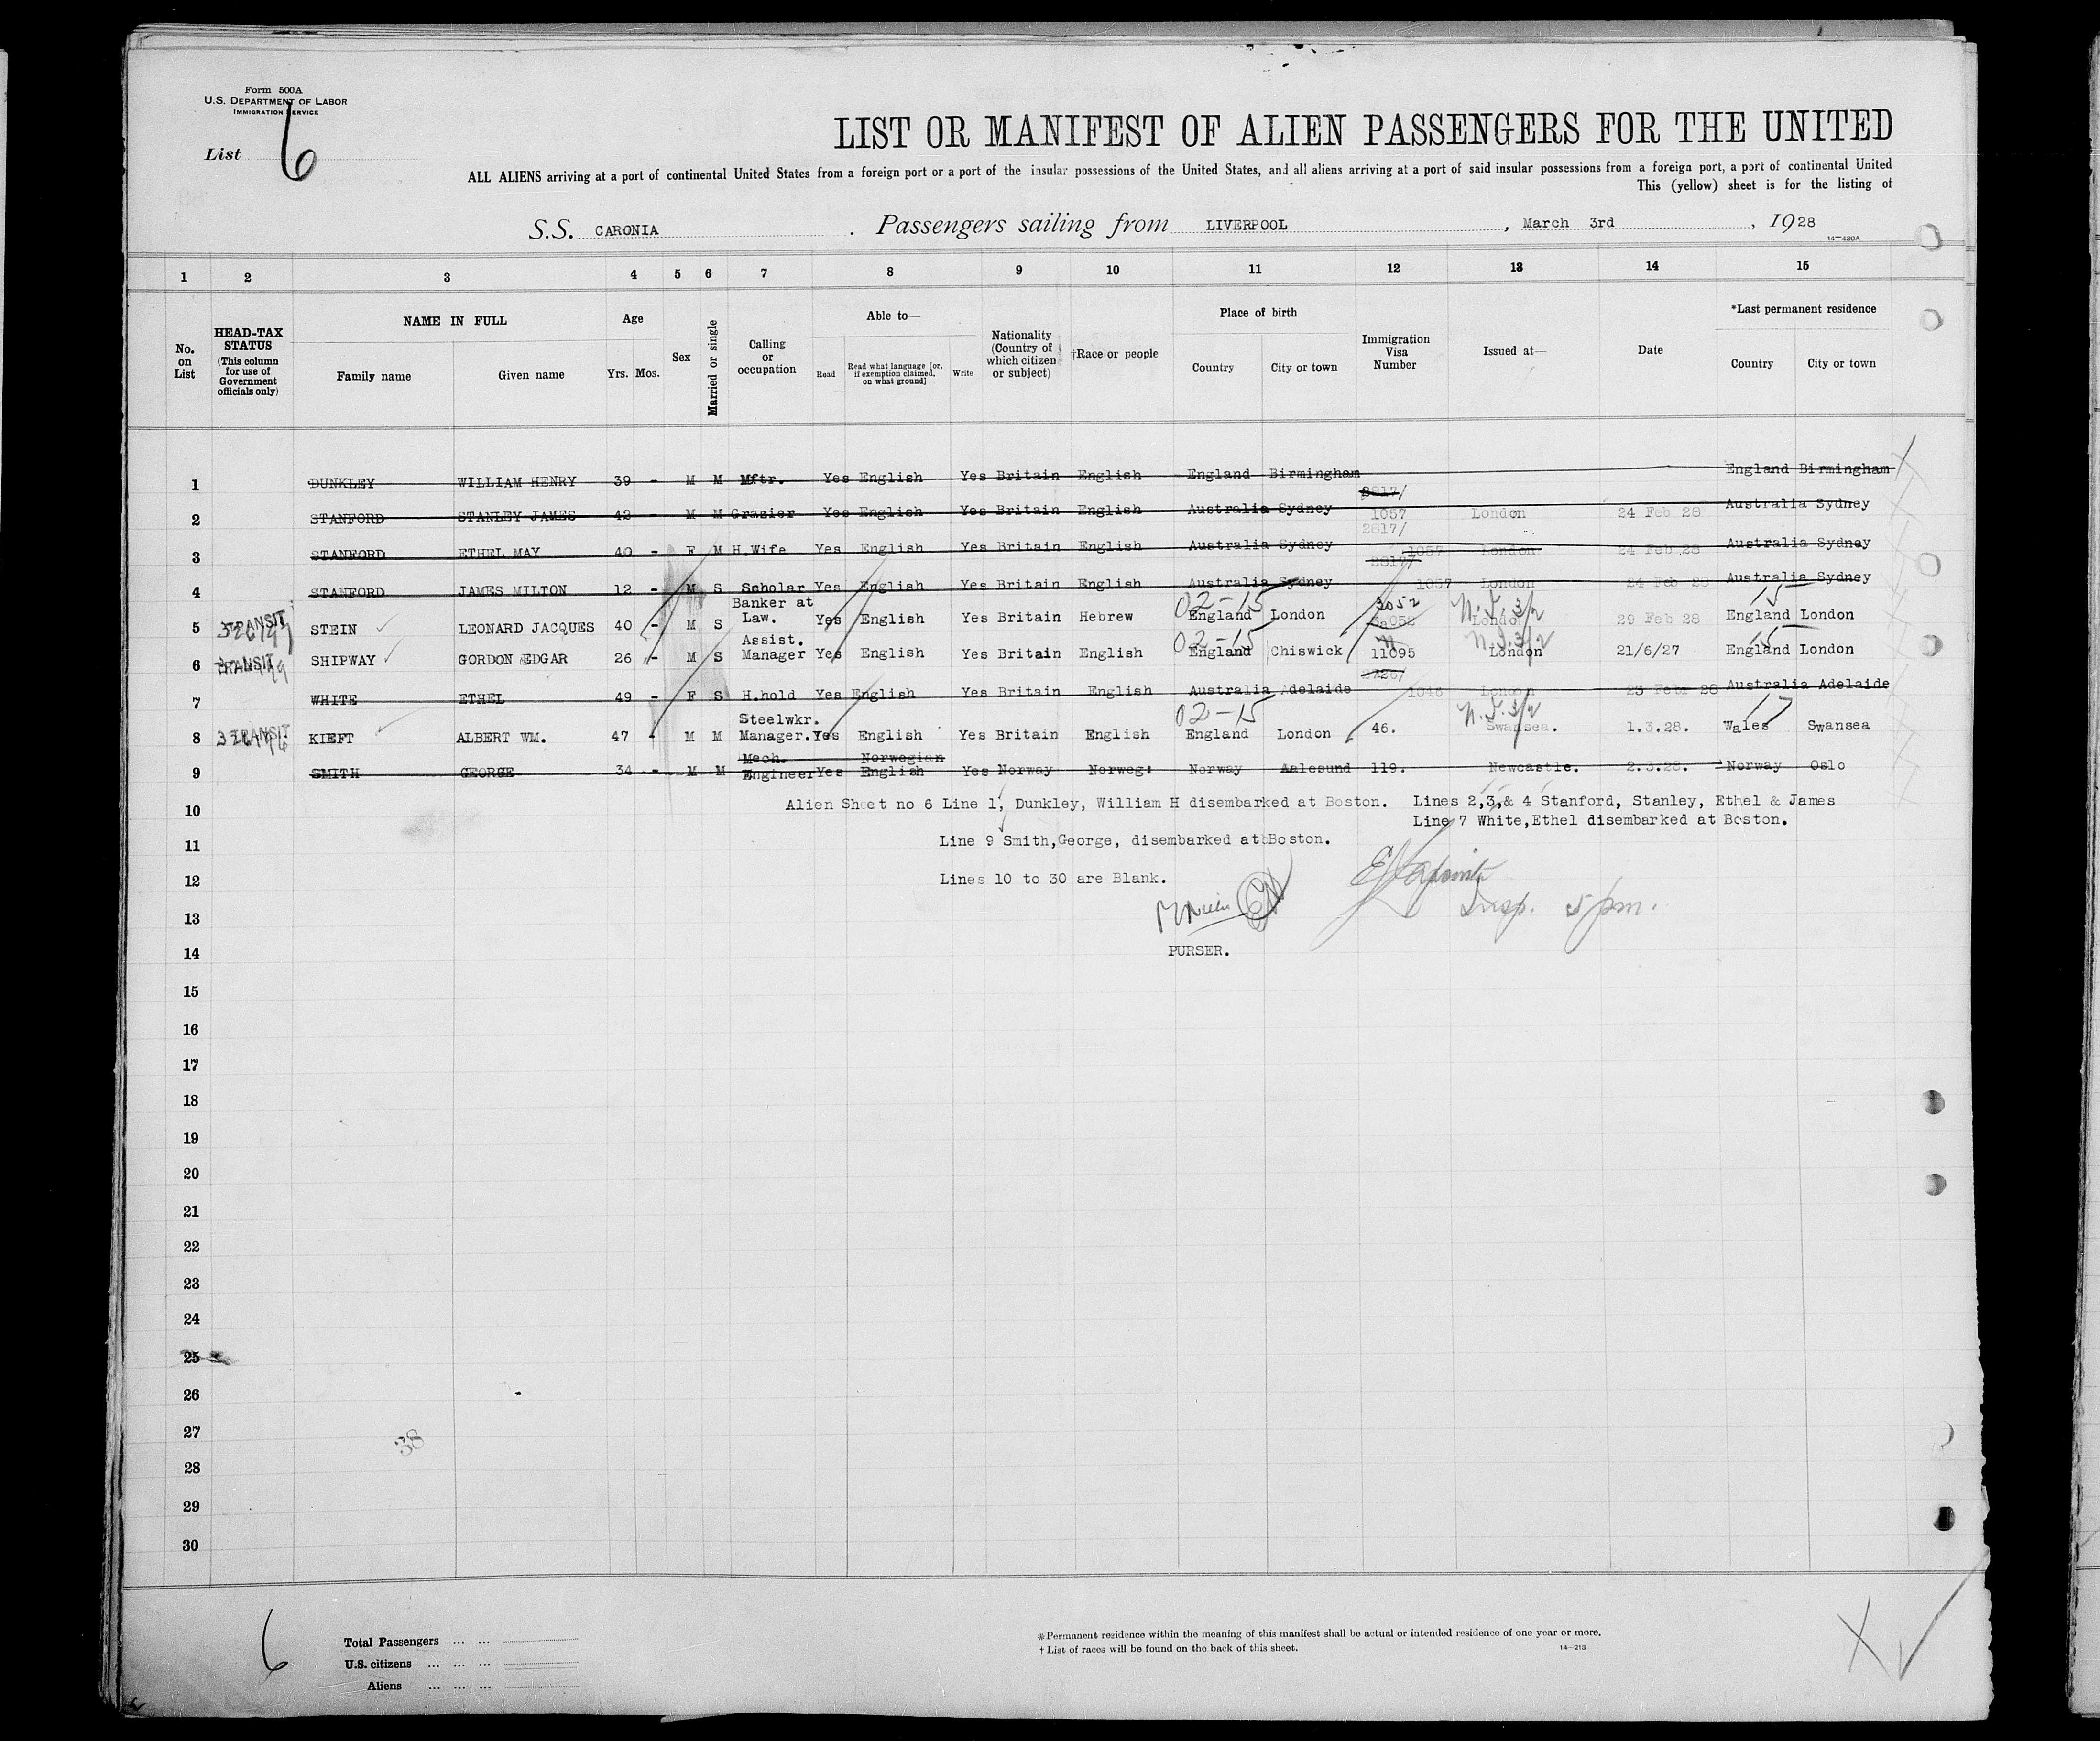 Form 500A
U.S. DEPARTMENT OF LABOR
IMMIGRATION SERVICE
List 6
LIST OR MANIFEST OF ALIEN PASSENGERS FOR THE UNITED
ALL ALIENS arriving at a port of continental United States from a foreign port or a port of the insular possessions of the United States, and all aliens arriving at a port of said insular possessions from a foreign port, a port of continental United
This (yellow) sheet is for the listing of
S.S. CARONIA . Passengers sailing from LIVERPOOL , March 3rd , 1928
14—430A
1 2 3 4 5 6 7 8 9 10 11 12 13 14 15
No. on List
HEAD-TAX STATUS (This column for use of Government officials only)
NAME IN FULL
Family name Given name
Age
Yrs. Mos.
Sex
Married or single
Calling or occupation
Able to—
Read Read what language [or, if exemption claimed, on what ground] Write
Nationality (Country of which citizen or subject)
†Race or people
Place of birth
Country City or town
Immigration Visa Number
Issued at—
Date
*Last permanent residence
Country City or town
1 DUNKLEY WILLIAM HENRY 39 - M M Mftr. Yes English Yes Britain English England Birmingham England Birmingham
2 STANFORD STANLEY JAMES 42 - M M Grazier Yes English Yes Britain English Australia Sydney 2817/ 1057 London 24 Feb 28 Australia Sydney
3 STANFORD ETHEL MAY 40 - F M H.Wife Yes English Yes Britain English Australia Sydney 2817/ 1057 London 24 Feb 28 Australia Sydney
4 STANFORD JAMES MILTON 12 - M S Scholar Yes English Yes Britain English Australia Sydney 2817/ 1057 London 24 Feb 28 Australia Sydney
5 TRANSIT STEIN LEONARD JACQUES 40 - M S Banker at Law. Yes English Yes Britain Hebrew 02-15 England London 3052 London 29 Feb 28 15 England London
6 TRANSIT SHIPWAY GORDON EDGAR 26 - M S Assist. Manager Yes English Yes Britain English 02-15 England Chiswick 11095 London 21/6/27 15 England London
7 WHITE ETHEL 49 - F S H.hold Yes English Yes Britain English Australia Adelaide 1046 London 23 Febr 28 Australia Adelaide
8 TRANSIT KIEFT ALBERT WM. 47 - M M Steelwkr. Manager. Yes English Yes Britain English 02-15 England London 46. Swansea. 1.3.28. 17 Wales Swansea
9 SMITH GEORGE 34 - M M Mech. Engineer Yes Norwegian English Yes Norway Norweg: Norway Aalesund 119. Newcastle. 2.3.28. Norway Oslo
10 Alien Sheet no 6 Line 1, Dunkley, William H disembarked at Boston. Lines 2,3,& 4 Stanford, Stanley, Ethel & James
Line 7 White,Ethel disembarked at Boston.
11 Line 9 Smith,George, disembarked at Boston.
12 Lines 10 to 30 are Blank.
13 Insp. 5 pm.
14 PURSER.
15
16
17
18
19
20
21
22
23
24
25
26
27
38
28
29
30
6
Total Passengers ... ...
U.S. citizens ... ... ...
Aliens ... ... ...
*Permanent residence within the meaning of this manifest shall be actual or intended residence of one year or more.
† List of races will be found on the back of this sheet.
14—213